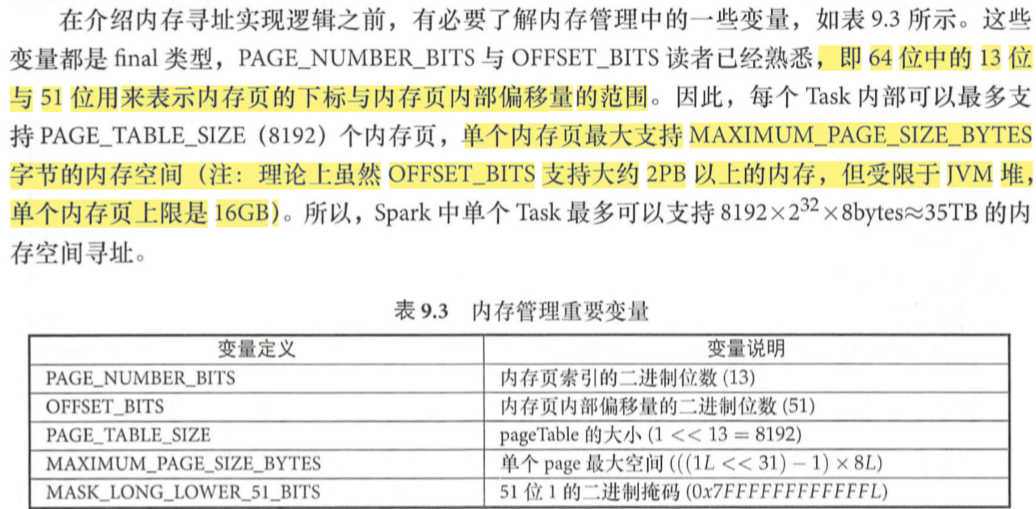 在介绍内存寻址实现逻辑之前，有必要了解内存管理中的一些变量，如表 9.3 所示。这些
变量都是 final 类型，PAGE_NUMBER_BITS 与 OFFSET_BITS 读者已经熟悉，即 64 位中的 13 位
与 51 位用来表示内存页的下标与内存页内部偏移量的范围。因此，每个 Task 内部可以最多支
持 PAGE_TABLE_SIZE（8192）个内存页，单个内存页最大支持 MAXIMUM_PAGE_SIZE_BYTES
字节的内存空间（注：理论上虽然 OFFSET_BITS 支持大约 2PB 以上的内存，但受限于 JVM 堆，
单个内存页上限是 16GB）。所以，Spark 中单个 Task 最多可以支持 8192×2³²×8bytes≈35TB 的内
存空间寻址。
表 9.3 内存管理重要变量
变量定义 变量说明
PAGE_NUMBER_BITS 内存页索引的二进制位数 (13)
OFFSET_BITS 内存页内部偏移量的二进制位数 (51)
PAGE_TABLE_SIZE pageTable 的大小 (1 << 13 = 8192)
MAXIMUM_PAGE_SIZE_BYTES 单个 page 最大空间 (((1L << 31) − 1) × 8L)
MASK_LONG_LOWER_51_BITS 51 位 1 的二进制掩码 (0x7FFFFFFFFFFFFL)